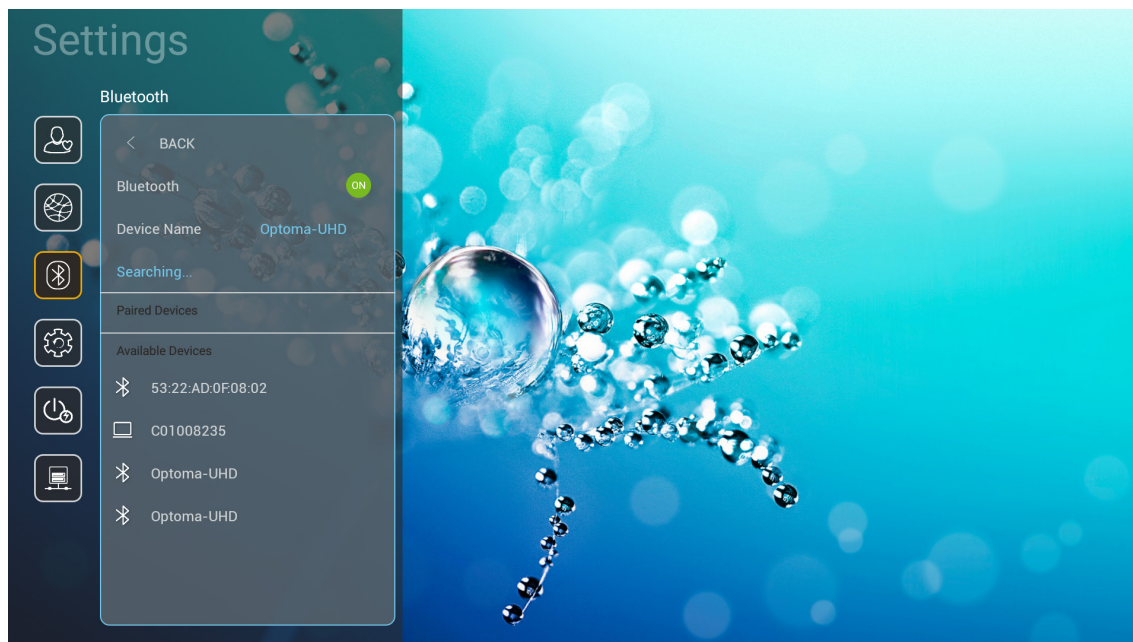 Settings
Bluetooth
BACK
Bluetooth ON
Device Name Optoma-UHD
Searching...
Paired Devices
Available Devices
53:22:AD:0F:08:02
C01008235
Optoma-UHD
Optoma-UHD